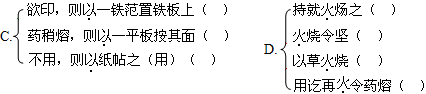 C. 欲印，则以一铁范置铁板上（ ）
药稍熔，则以一平板按其面（ ）
不用，则以纸帖之（用）（ ）
D. 持就火炀之（ ）
火烧令坚（ ）
以草火烧（ ）
用讫再火令药熔（ ）